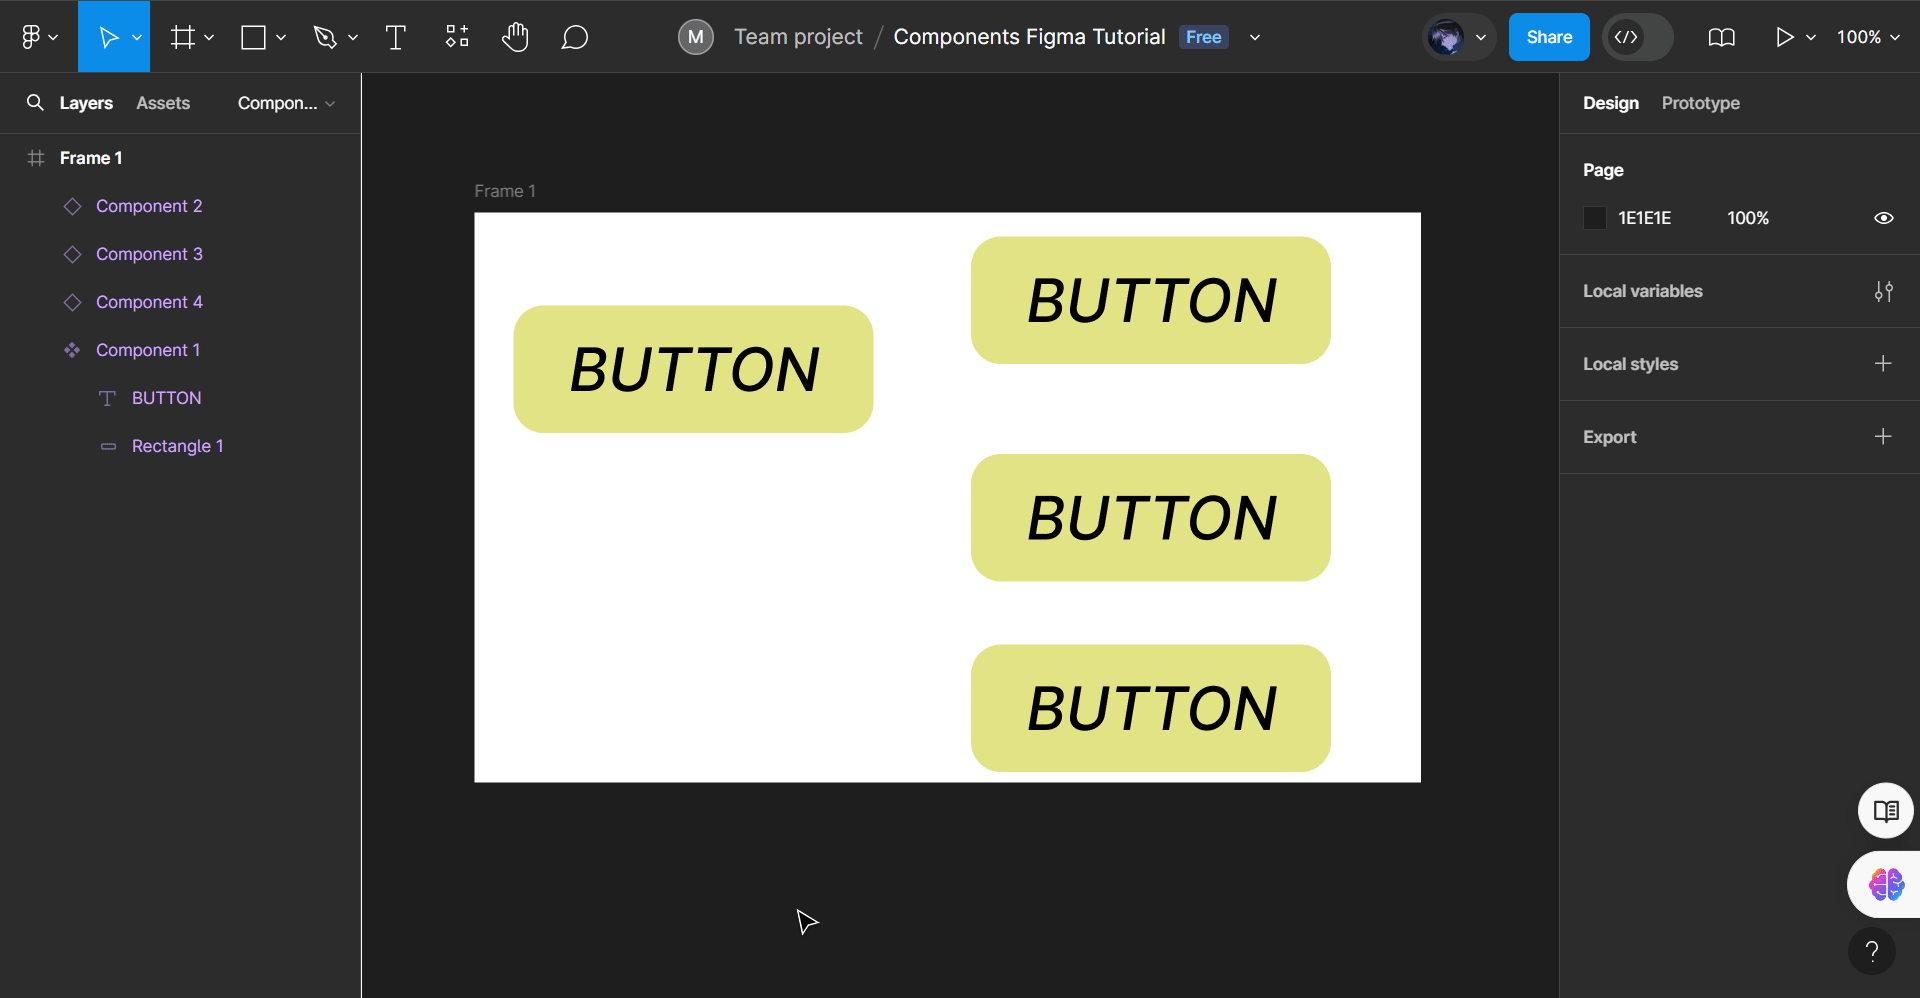 M Team project / Components Figma Tutorial Free Share 100%
Layers Assets Compon...
Frame 1
Component 2
Component 3
Component 4
Component 1
BUTTON
Rectangle 1
Frame 1
BUTTON
BUTTON
BUTTON
BUTTON
Design Prototype
Page
1E1E1E 100%
Local variables
Local styles
Export
?